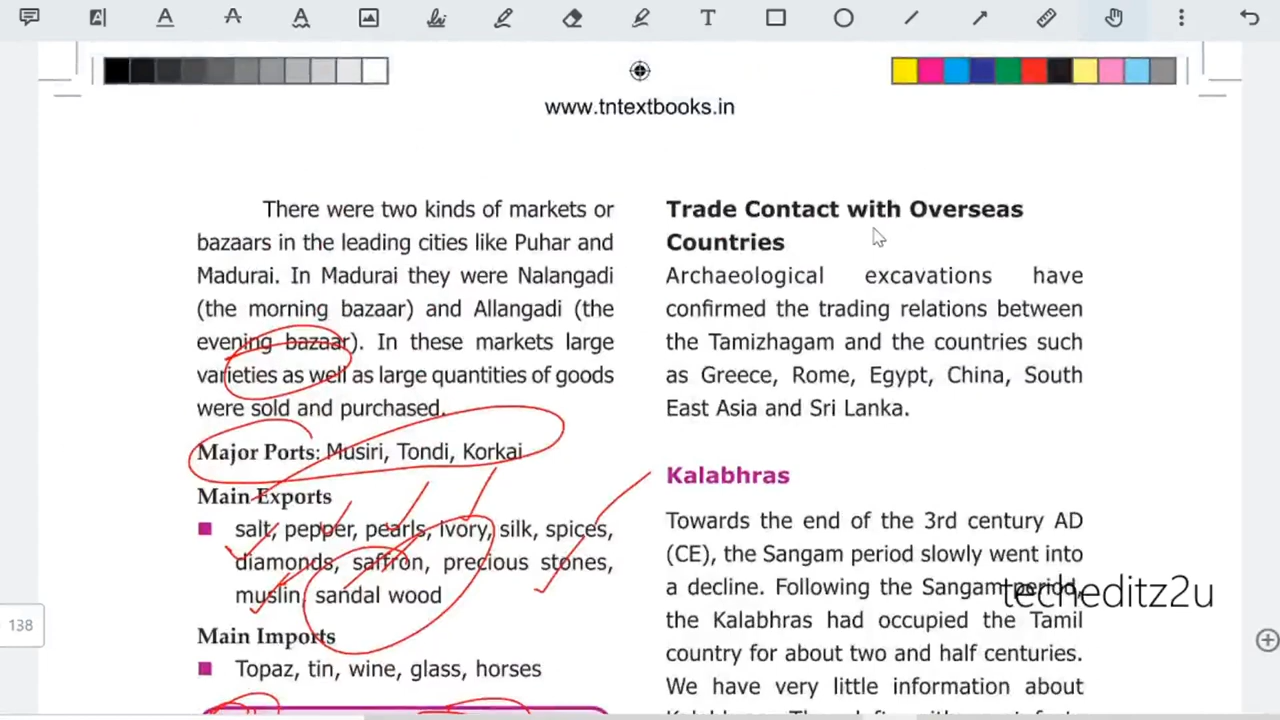 www.tntextbooks.in
There were two kinds of markets or
bazaars in the leading cities like Puhar and
Madurai. In Madurai they were Nalangadi
(the morning bazaar) and Allangadi (the
evening bazaar). In these markets large
varieties as well as large quantities of goods
were sold and purchased.
Major Ports: Musiri, Tondi, Korkai
Main Exports
salt, pepper, pearls, ivory, silk, spices,
diamonds, saffron, precious stones,
muslin, sandal wood
Main Imports
Topaz, tin, wine, glass, horses
Trade Contact with Overseas
Countries
Archaeological excavations have
confirmed the trading relations between
the Tamizhagam and the countries such
as Greece, Rome, Egypt, China, South
East Asia and Sri Lanka.
Kalabhras
Towards the end of the 3rd century AD
(CE), the Sangam period slowly went into
a decline. Following the Sangam period,
the Kalabhras had occupied the Tamil
country for about two and half centuries.
We have very little information about
techeditz2u
138